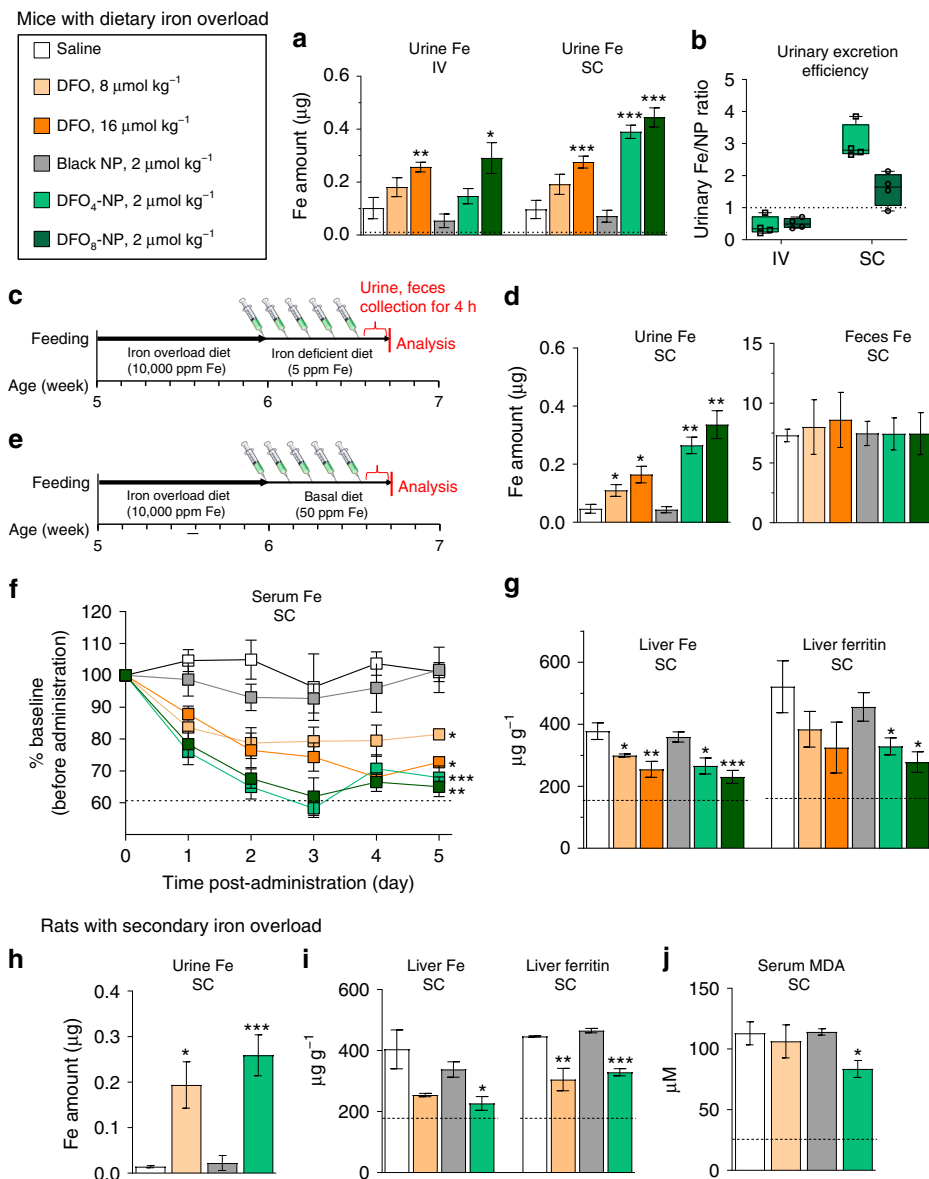 Mice with dietary iron overload
Saline
DFO, 8 μmol kg⁻¹
DFO, 16 μmol kg⁻¹
Black NP, 2 μmol kg⁻¹
DFO₄-NP, 2 μmol kg⁻¹
DFO₈-NP, 2 μmol kg⁻¹
a
Urine Fe
IV
Urine Fe
SC
Fe amount (μg)
0.6
0.4
0.2
0.0
**
*
***
***
***
b
Urinary excretion
efficiency
Urinary Fe/NP ratio
5
4
3
2
1
0
IV
SC
c
Urine, feces
collection for 4 h
Feeding
Analysis
Iron overload diet
(10,000 ppm Fe)
Iron deficient diet
(5 ppm Fe)
Age (week)
5
6
7
d
Urine Fe
SC
Fe amount (μg)
0.6
0.4
0.2
0.0
*
*
**
**
Feces Fe
SC
15
10
5
0
e
Feeding
Analysis
Iron overload diet
(10,000 ppm Fe)
Basal diet
(50 ppm Fe)
Age (week)
5
6
7
f
Serum Fe
SC
% baseline
(before administration)
120
110
100
90
80
70
60
*
*
***
**
0
1
2
3
4
5
Time post-administration (day)
g
Liver Fe
SC
Liver ferritin
SC
μg g⁻¹
600
400
200
0
*
**
*
***
*
*
Rats with secondary iron overload
h
Urine Fe
SC
Fe amount (μg)
0.4
0.3
0.2
0.1
0.0
*
***
i
Liver Fe
SC
Liver ferritin
SC
μg g⁻¹
600
400
200
0
*
**
***
j
Serum MDA
SC
μM
150
100
50
0
*